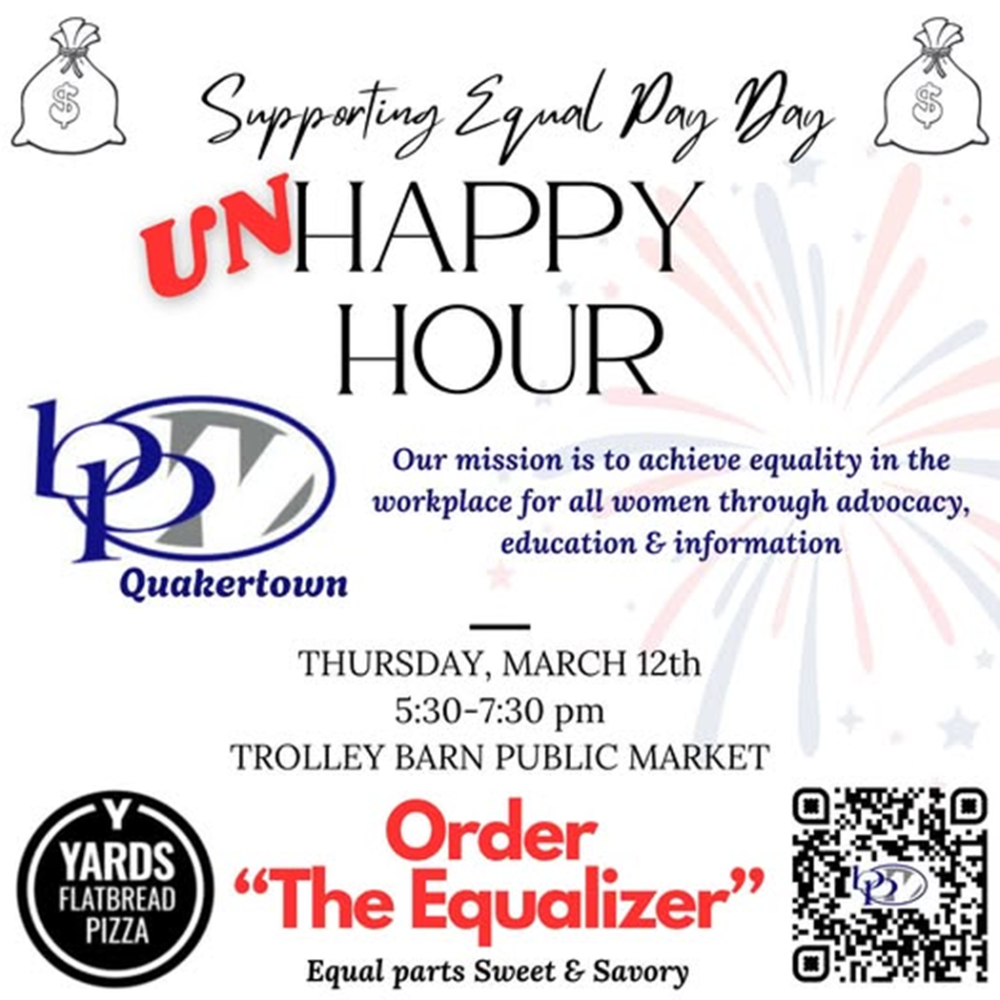 $
$
Supporting Equal Pay Day
UNHAPPY
HOUR
bpw
Quakertown
Our mission is to achieve equality in the
workplace for all women through advocacy,
education & information
THURSDAY, MARCH 12th
5:30-7:30 pm
TROLLEY BARN PUBLIC MARKET
Y
YARDS
FLATBREAD
PIZZA
Order
“The Equalizer”
Equal parts Sweet & Savory
bpw